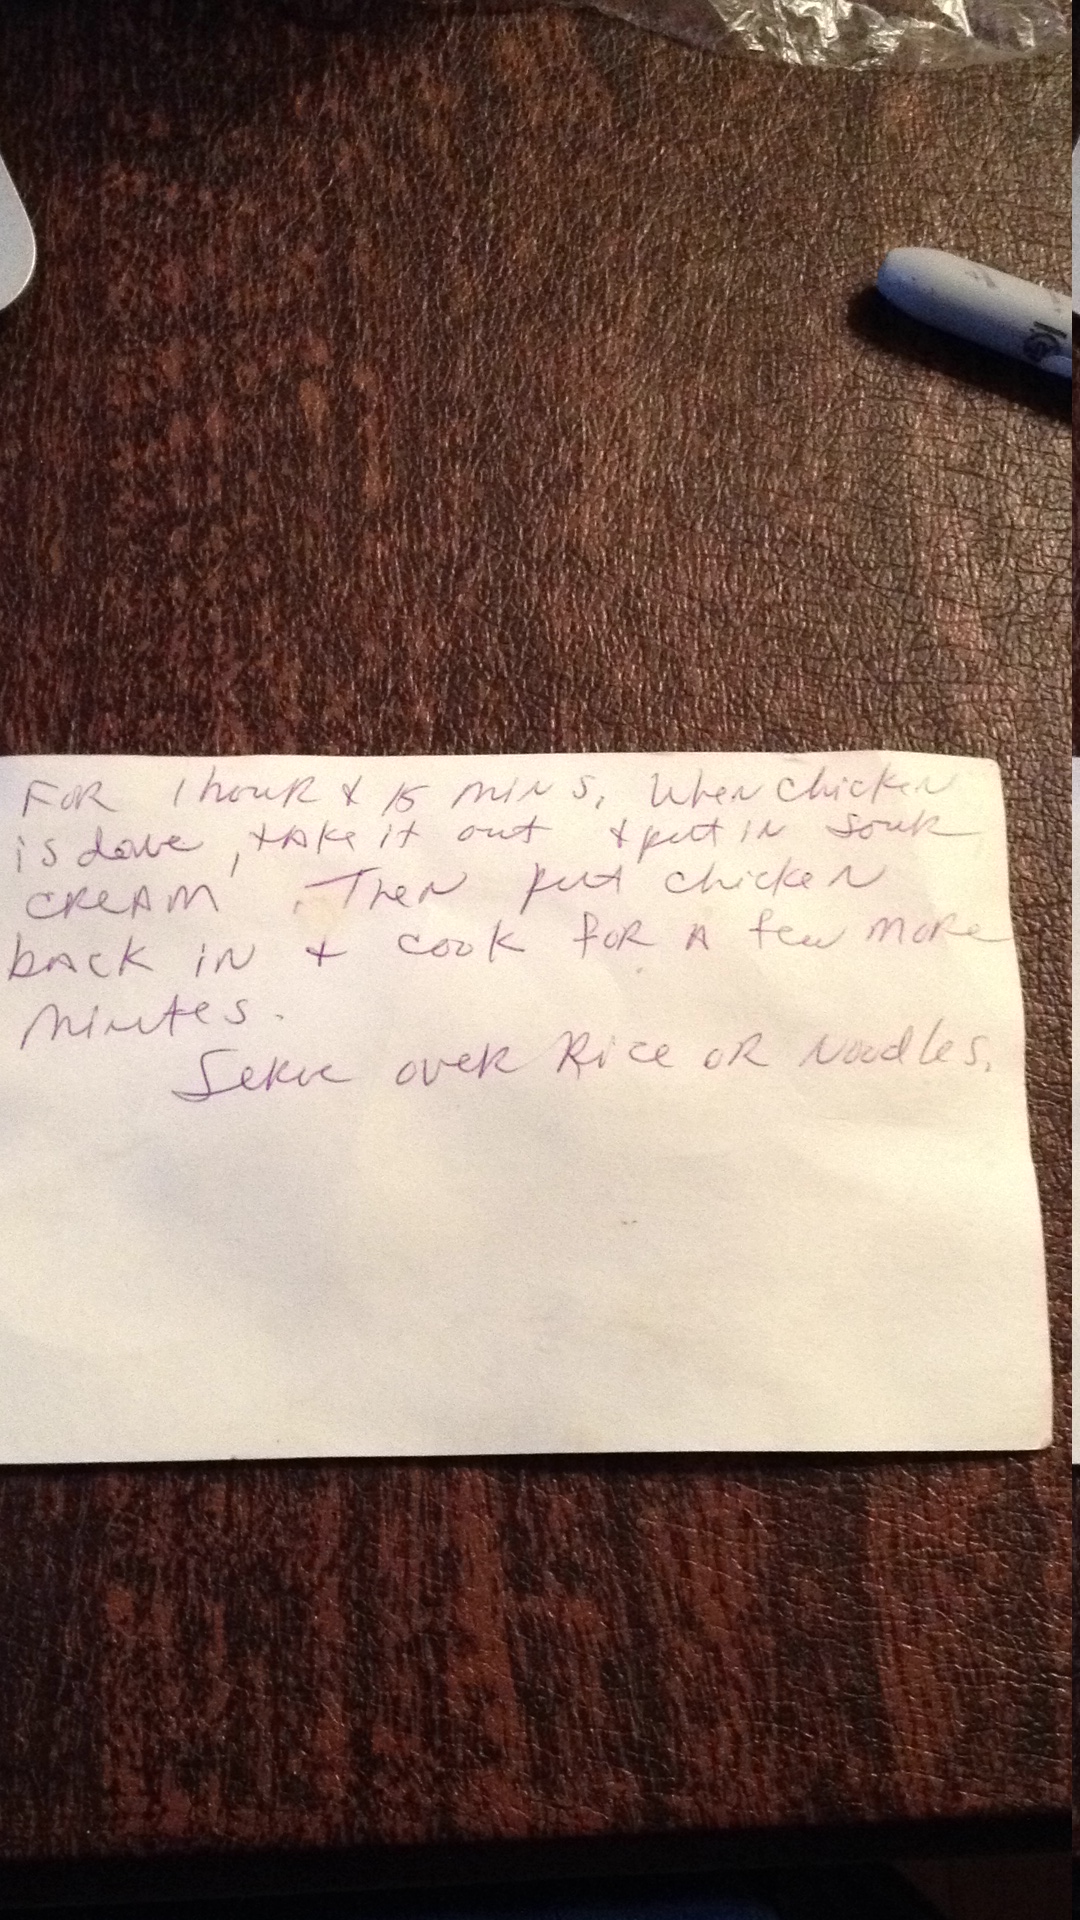 FOR 1 hour & 15 mins, When chicken
is done, take it out & put in sour
CREAM. Then put chicken
back in & cook for a few more
minutes.
Serve over Rice or Noodles.